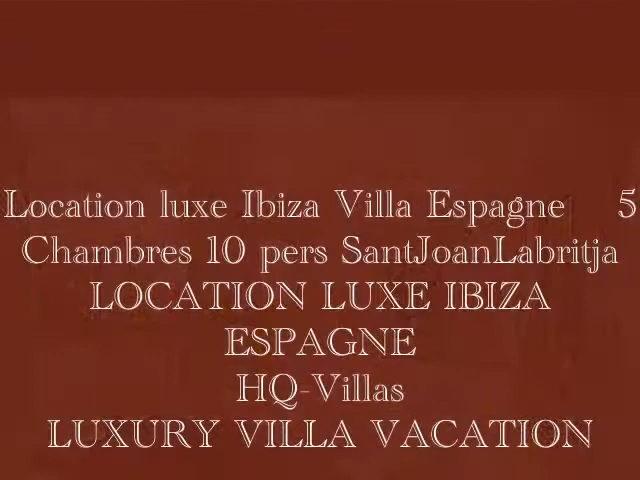 Location luxe Ibiza Villa Espagne 5
Chambres 10 pers SantJoanLabritja
LOCATION LUXE IBIZA
ESPAGNE
HQ-Villas
LUXURY VILLA VACATION